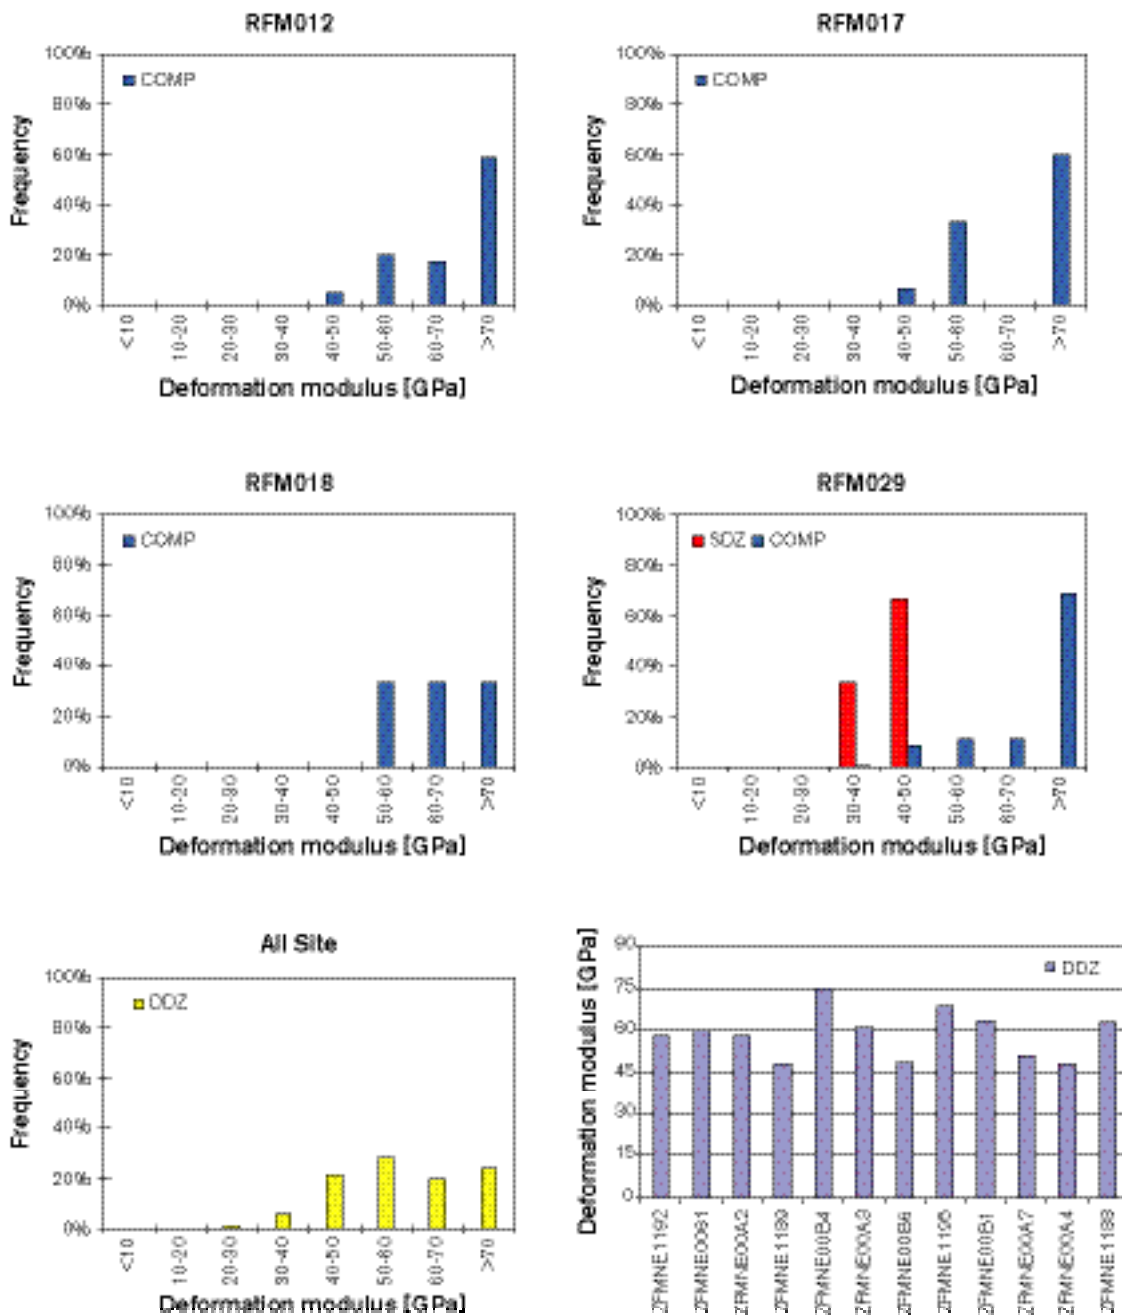 RFM012
100%
80%
60%
40%
20%
0%
Frequency
COMP
<10
10-20
20-30
30-40
40-50
50-60
60-70
>70
Deformation modulus [GPa]
RFM017
100%
80%
60%
40%
20%
0%
Frequency
COMP
<10
10-20
20-30
30-40
40-50
50-60
60-70
>70
Deformation modulus [GPa]
RFM018
100%
80%
60%
40%
20%
0%
Frequency
COMP
<10
10-20
20-30
30-40
40-50
50-60
60-70
>70
Deformation modulus [GPa]
RFM029
100%
80%
60%
40%
20%
0%
Frequency
SDZ COMP
<10
10-20
20-30
30-40
40-50
50-60
60-70
>70
Deformation modulus [GPa]
All Site
100%
80%
60%
40%
20%
0%
Frequency
DDZ
<10
10-20
20-30
30-40
40-50
50-60
60-70
>70
Deformation modulus [GPa]
90
75
60
45
30
15
0
Deformation modulus [GPa]
DDZ
ZFMNE1192
ZFMNE0061
ZFMNE00A2
ZFMNE1189
ZFMNE00B4
ZFMNE00A3
ZFMNE00B6
ZFMNE1195
ZFMNE00B1
ZFMNE00A7
ZFMNE00A4
ZFMNE1188